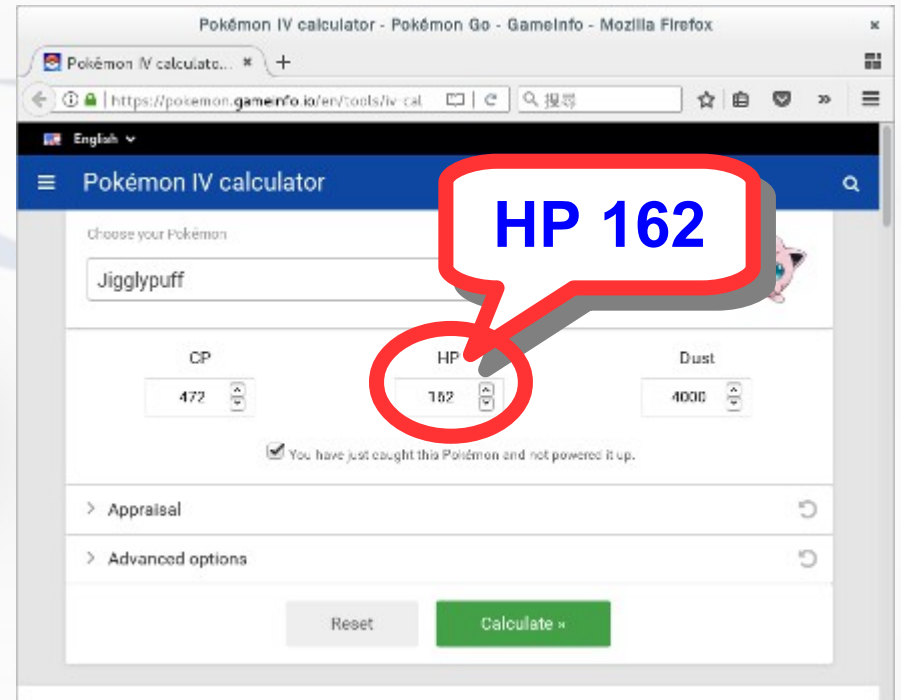 Pokémon IV calculator - Pokémon Go - GameInfo - Mozilla Firefox
Pokémon IV calculato...
https://pokemon.gameinfo.io/en/tools/iv-cal
搜尋
English
Pokémon IV calculator
HP 162
Choose your Pokémon
Jigglypuff
CP
HP
Dust
472
162
4000
You have just caught this Pokémon and not powered it up.
Appraisal
Advanced options
Reset
Calculate »